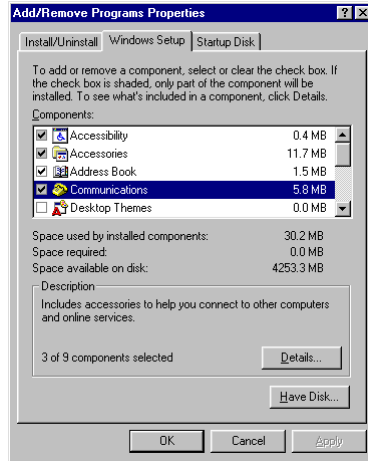 Add/Remove Programs Properties
Install/Uninstall Windows Setup Startup Disk
To add or remove a component, select or clear the check box. If
the check box is shaded, only part of the component will be
installed. To see what's included in a component, click Details.
Components:
Accessibility 0.4 MB
Accessories 11.7 MB
Address Book 1.5 MB
Communications 5.8 MB
Desktop Themes 0.0 MB
Space used by installed components: 30.2 MB
Space required: 0.0 MB
Space available on disk: 4253.3 MB
Description
Includes accessories to help you connect to other computers
and online services.
3 of 9 components selected
Details...
Have Disk...
OK Cancel Apply